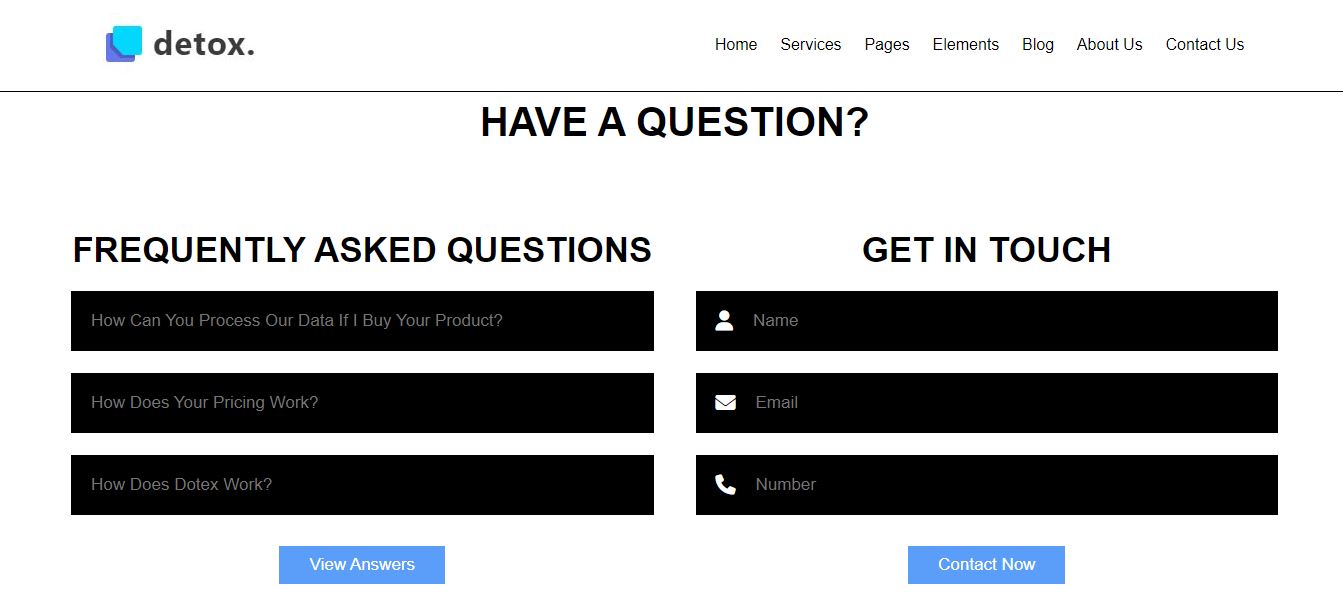 detox.
Home Services Pages Elements Blog About Us Contact Us
HAVE A QUESTION?
FREQUENTLY ASKED QUESTIONS
How Can You Process Our Data If I Buy Your Product?
How Does Your Pricing Work?
How Does Dotex Work?
View Answers
GET IN TOUCH
Name
Email
Number
Contact Now